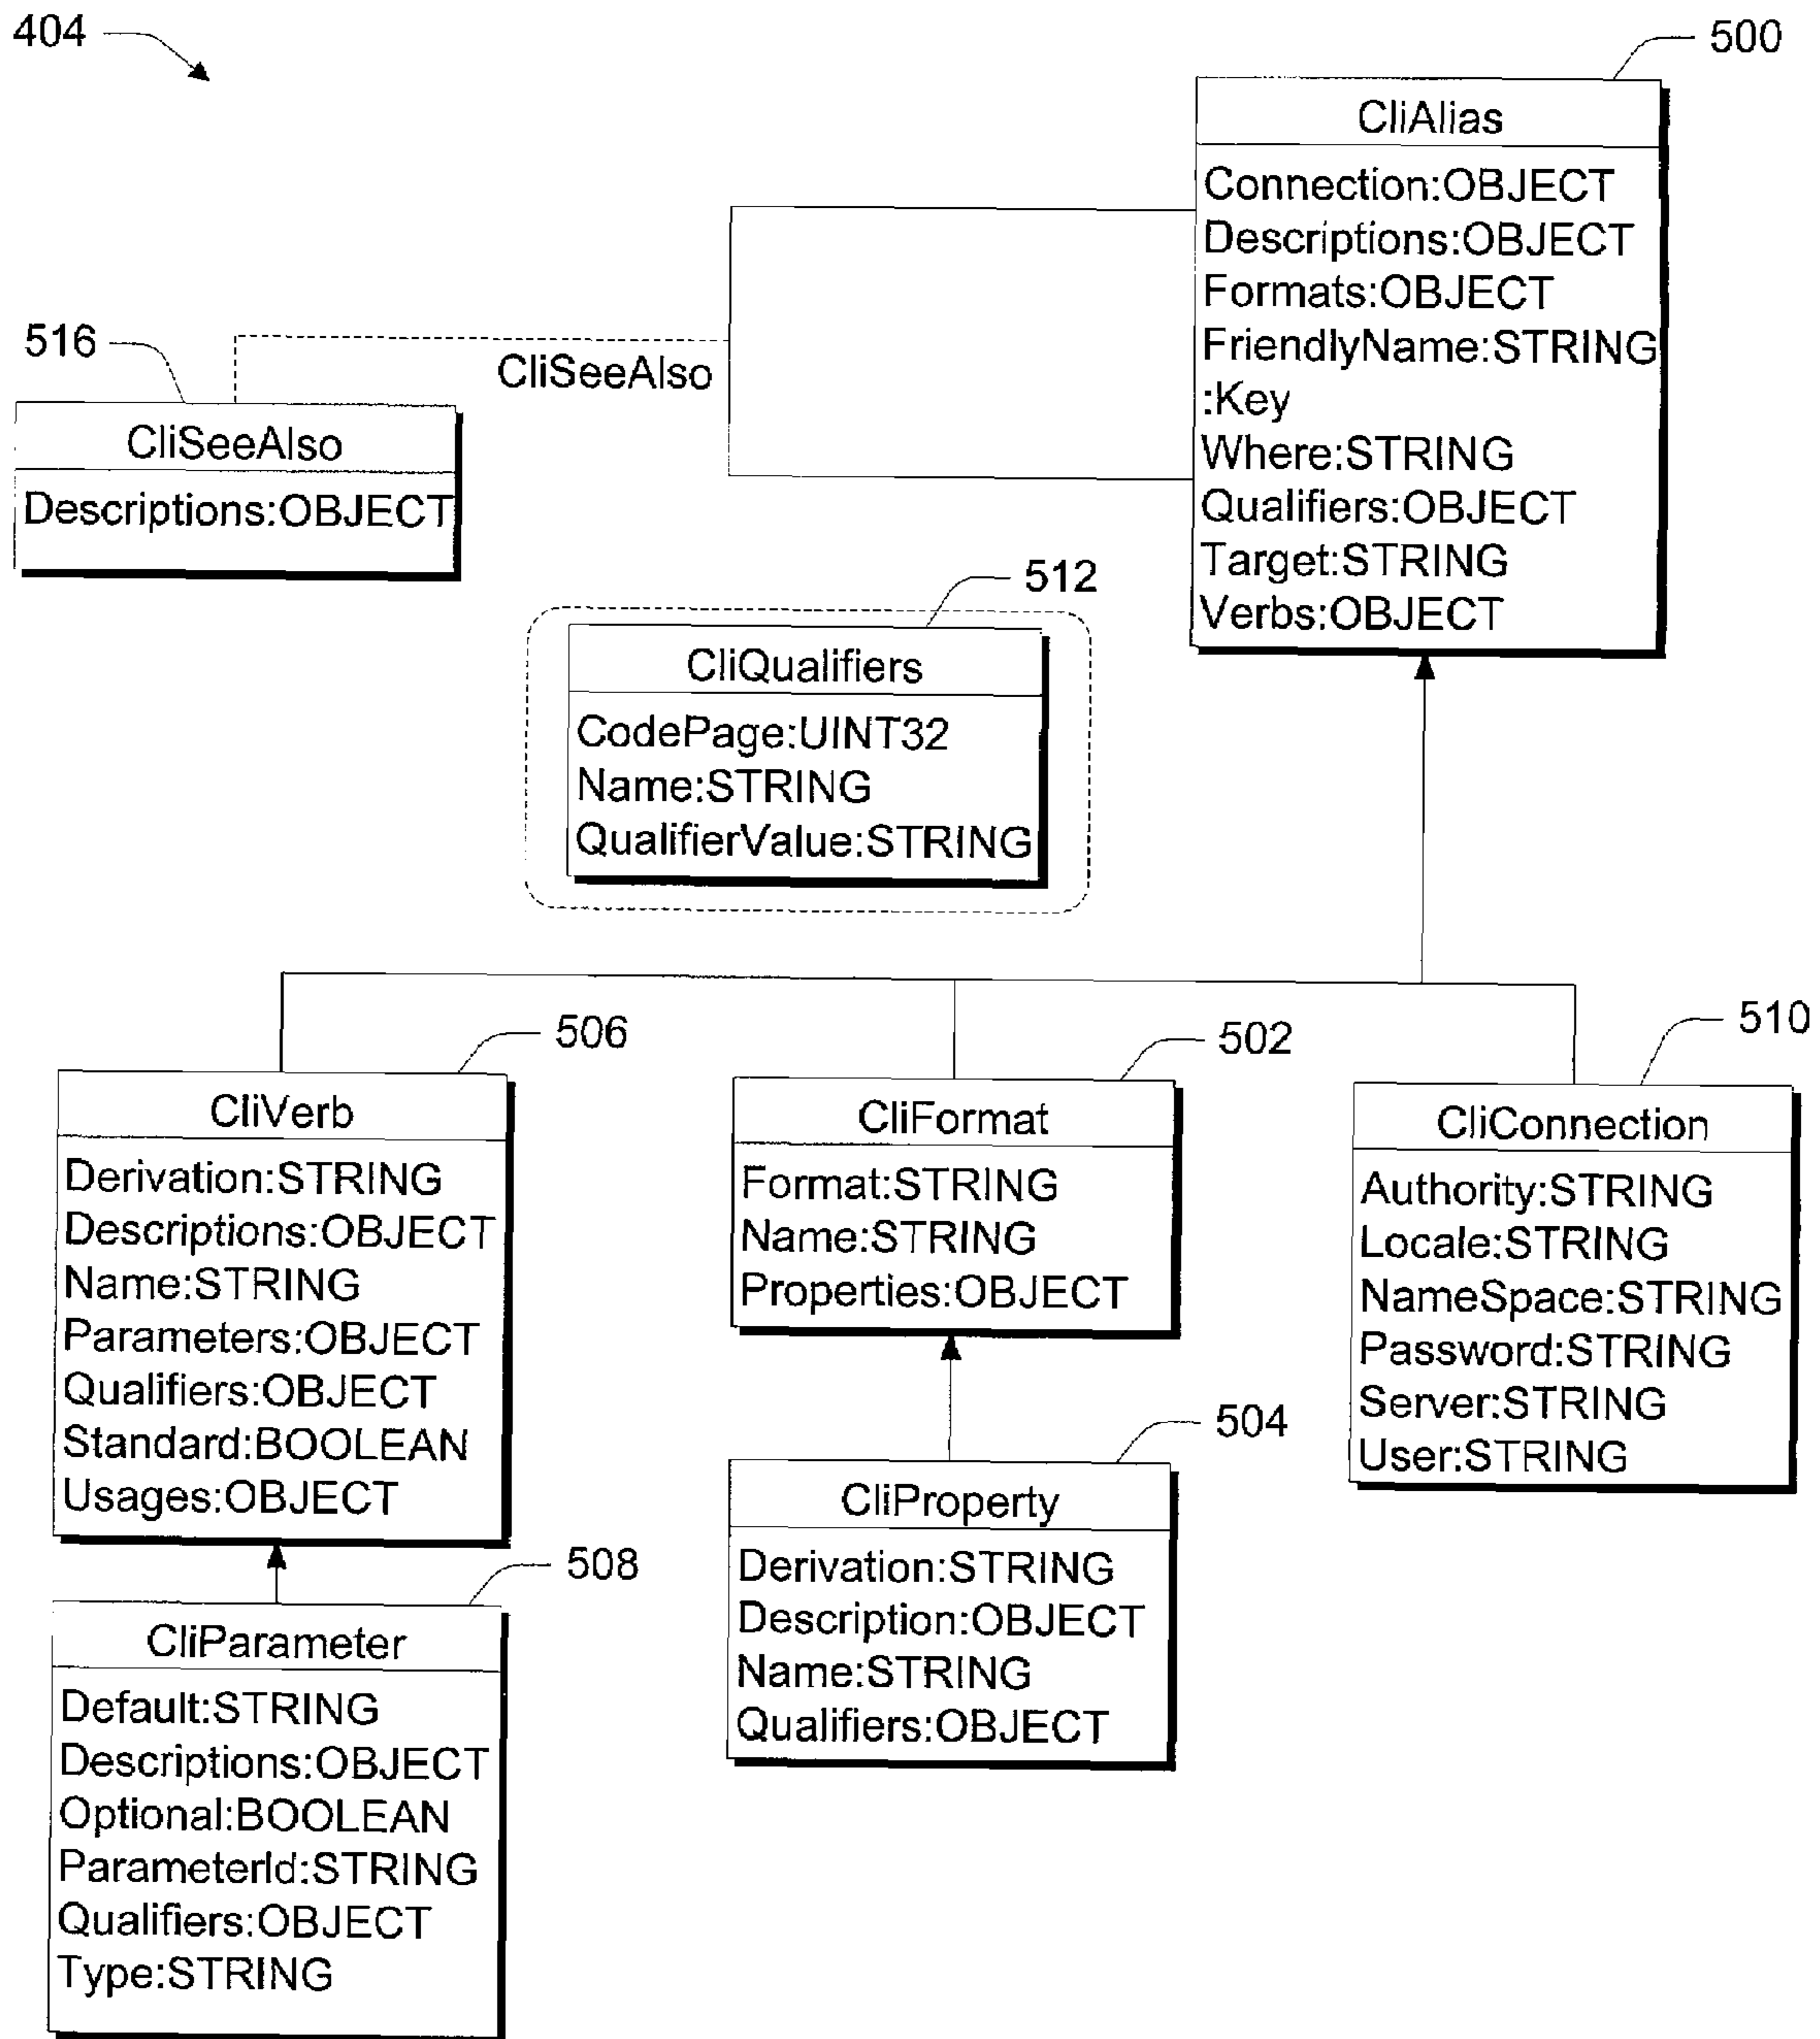 404
500
CliAlias
Connection:OBJECT
Descriptions:OBJECT
Formats:OBJECT
FriendlyName:STRING
:Key
Where:STRING
Qualifiers:OBJECT
Target:STRING
Verbs:OBJECT
516
CliSeeAlso
CliSeeAlso
Descriptions:OBJECT
512
CliQualifiers
CodePage:UINT32
Name:STRING
QualifierValue:STRING
506
CliVerb
Derivation:STRING
Descriptions:OBJECT
Name:STRING
Parameters:OBJECT
Qualifiers:OBJECT
Standard:BOOLEAN
Usages:OBJECT
502
CliFormat
Format:STRING
Name:STRING
Properties:OBJECT
510
CliConnection
Authority:STRING
Locale:STRING
NameSpace:STRING
Password:STRING
Server:STRING
User:STRING
508
CliParameter
Default:STRING
Descriptions:OBJECT
Optional:BOOLEAN
ParameterId:STRING
Qualifiers:OBJECT
Type:STRING
504
CliProperty
Derivation:STRING
Description:OBJECT
Name:STRING
Qualifiers:OBJECT